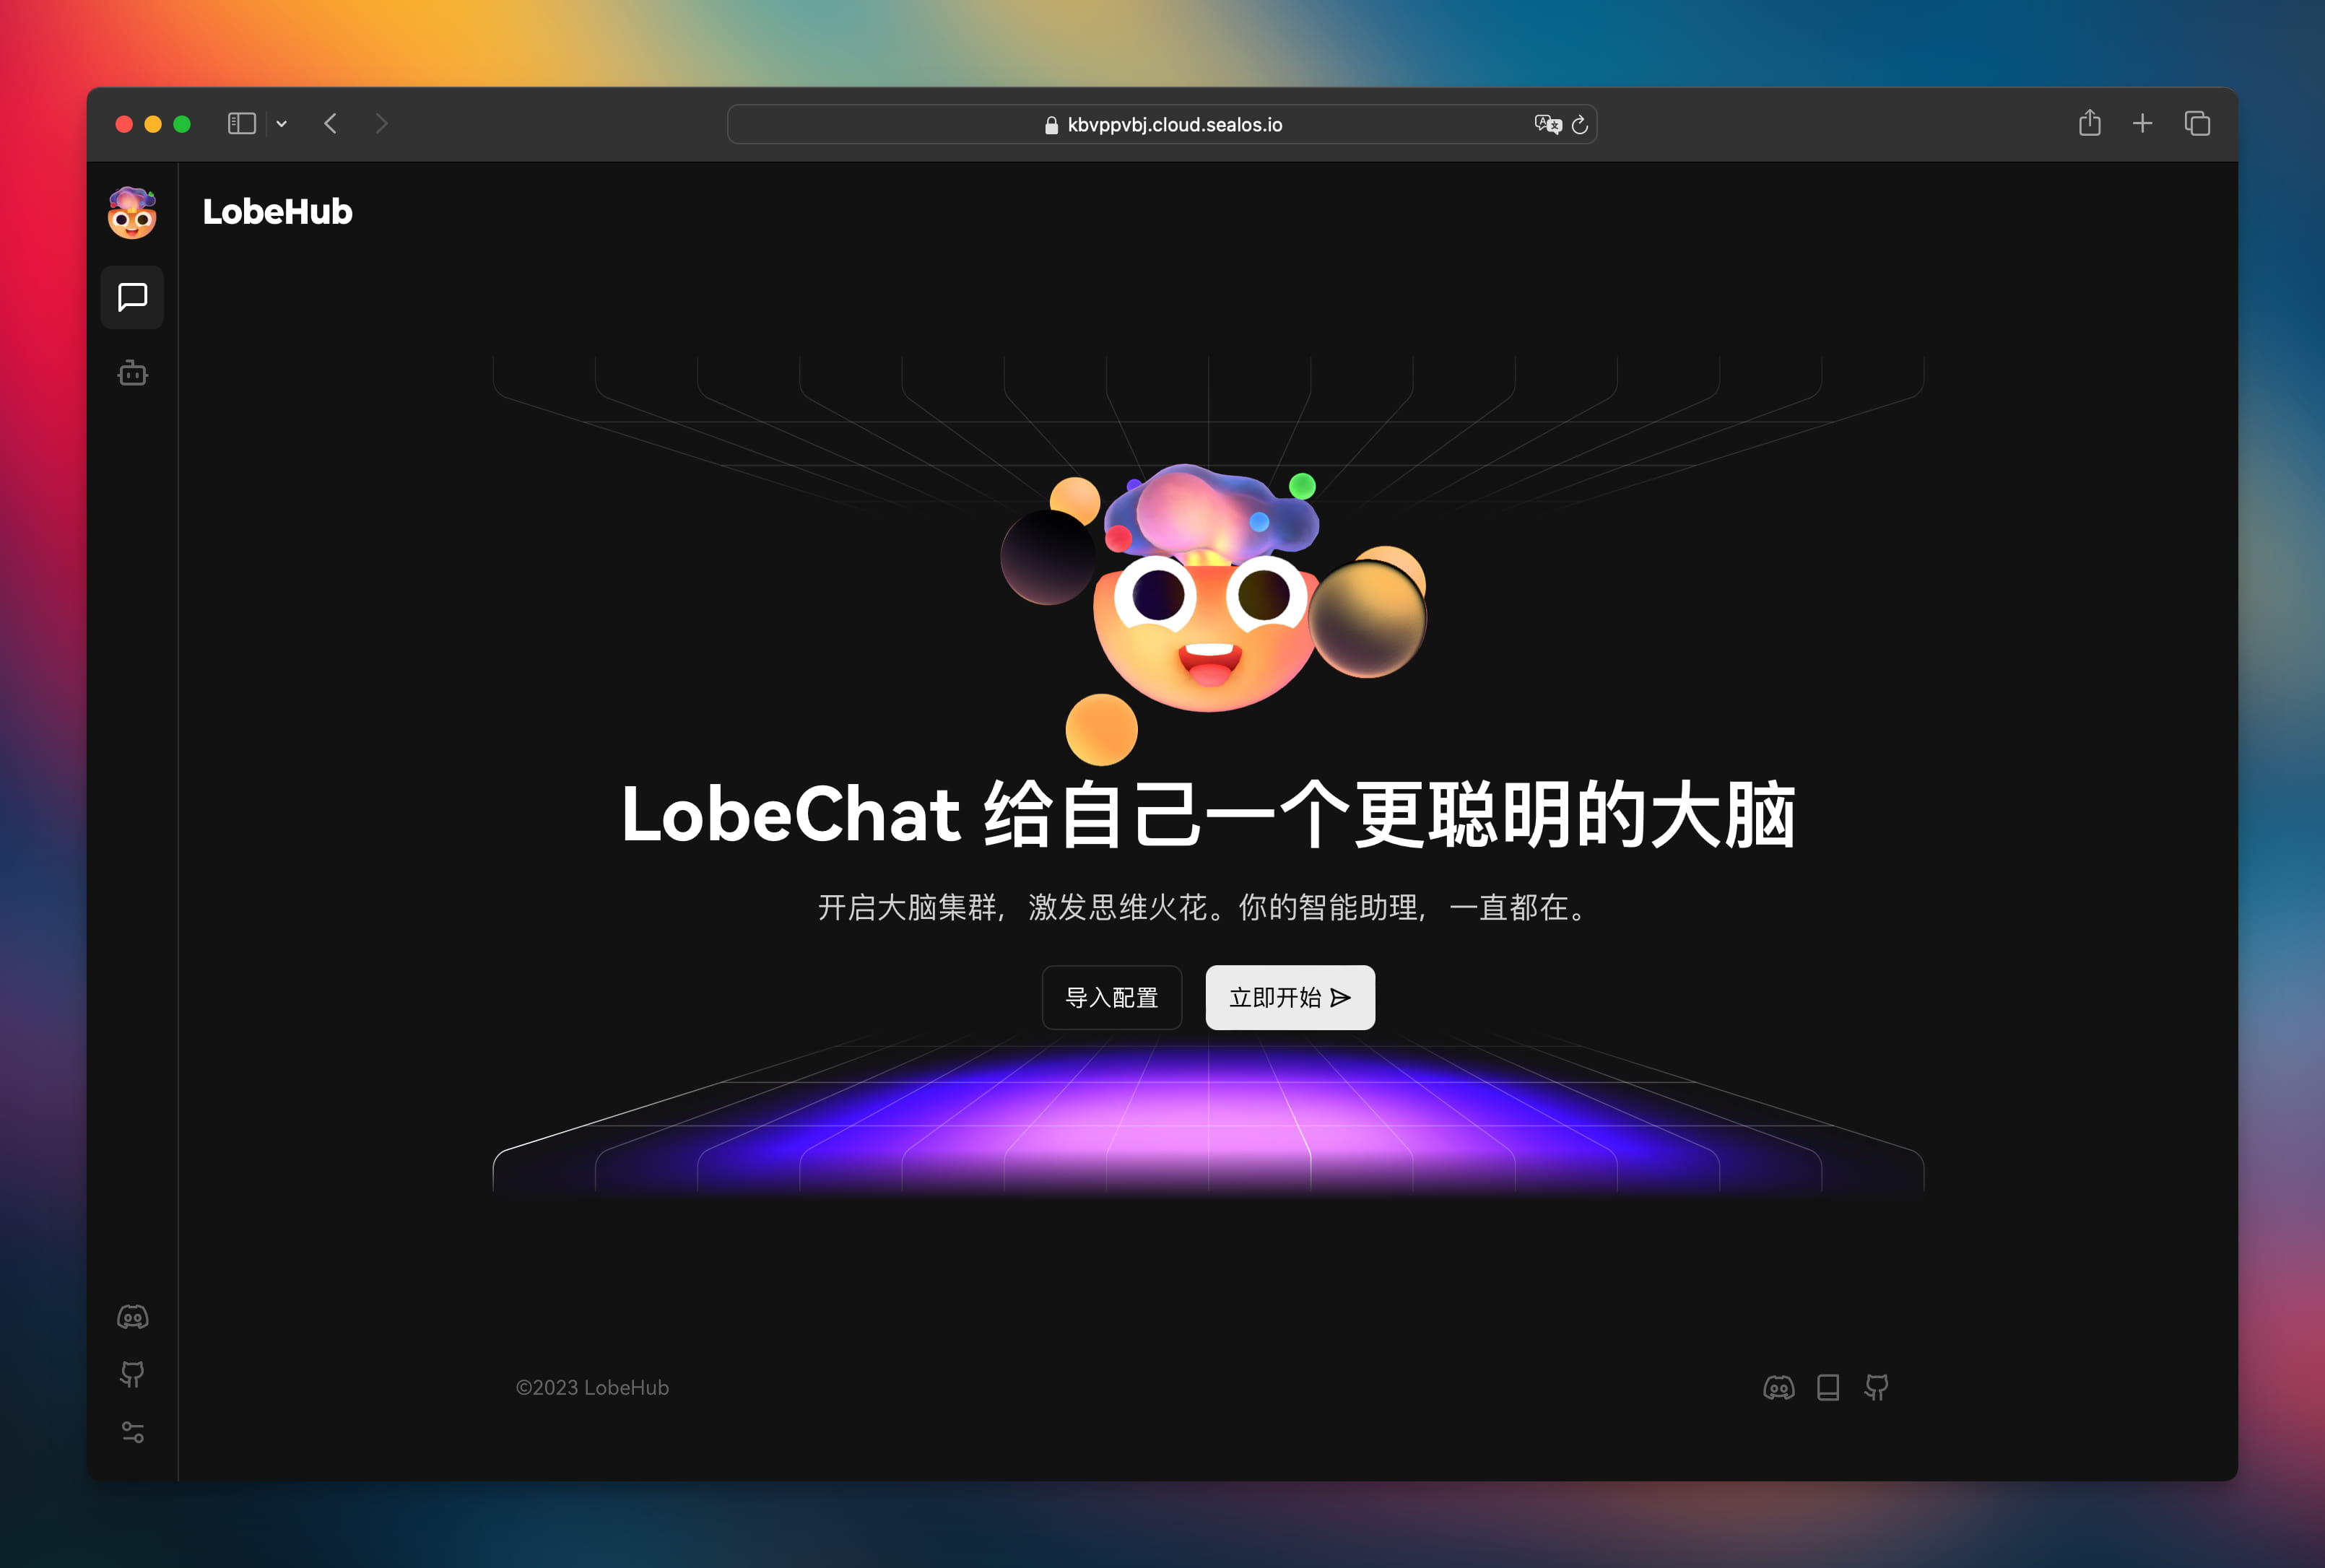 kbvppvbj.cloud.sealos.io
LobeHub
LobeChat 给自己一个更聪明的大脑
开启大脑集群，激发思维火花。你的智能助理，一直都在。
导入配置
立即开始
©2023 LobeHub